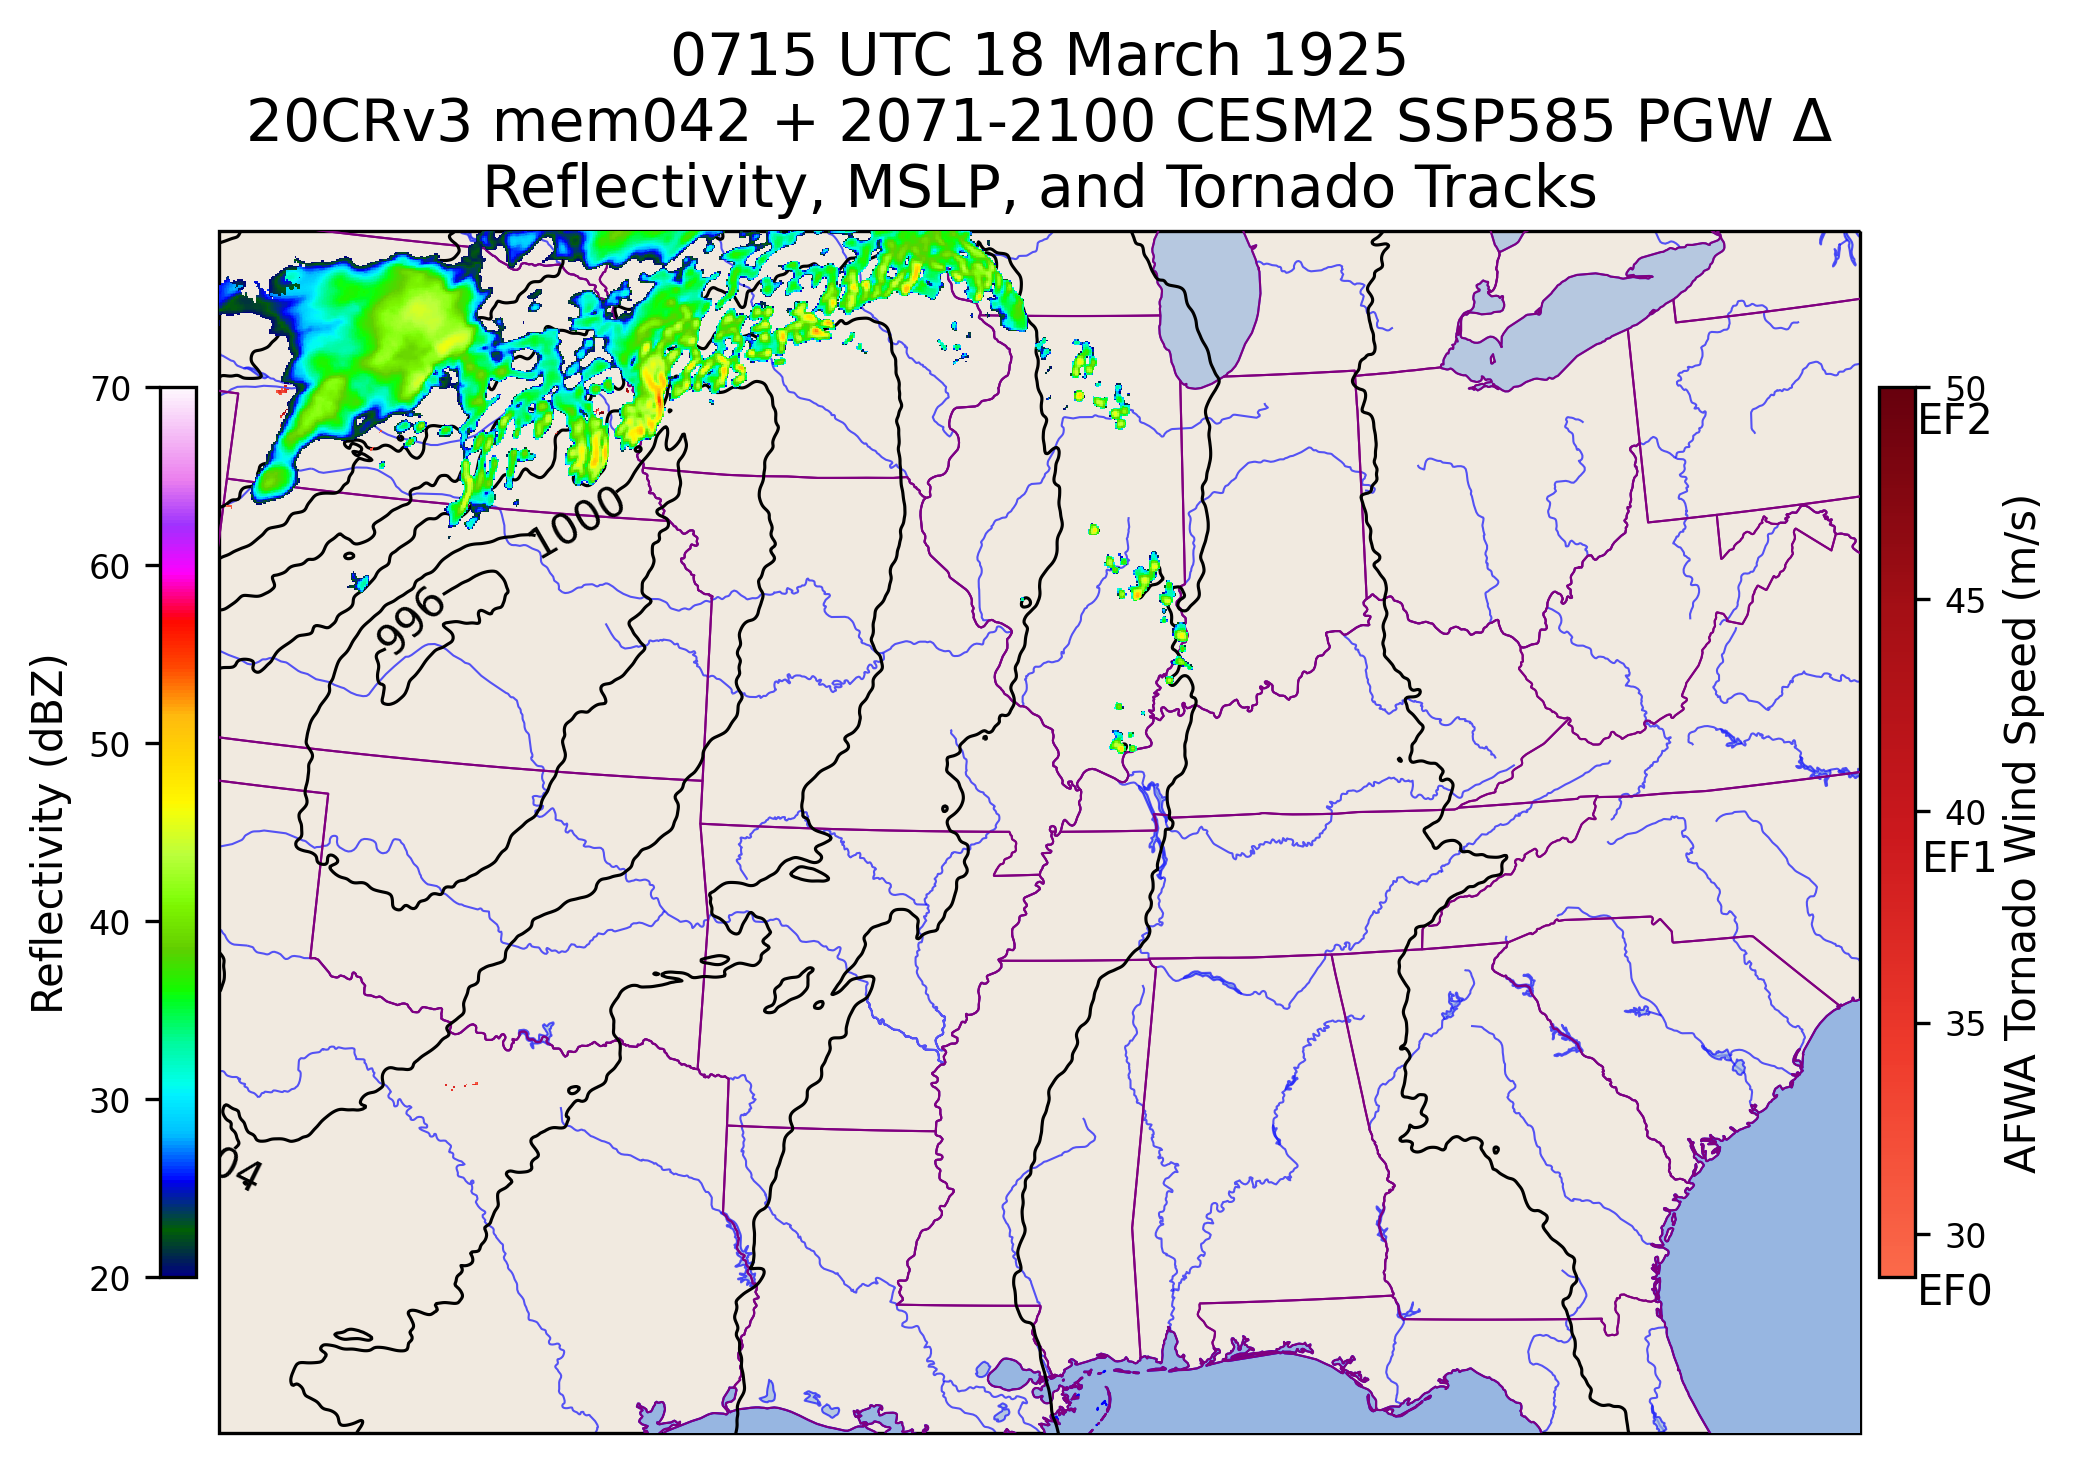 0715 UTC 18 March 1925
20CRv3 mem042 + 2071-2100 CESM2 SSP585 PGW Δ
Reflectivity, MSLP, and Tornado Tracks
70
60
50
40
30
20
Reflectivity (dBZ)
1000
996
04
50
EF2
45
40
EF1
35
30
EF0
AFWA Tornado Wind Speed (m/s)